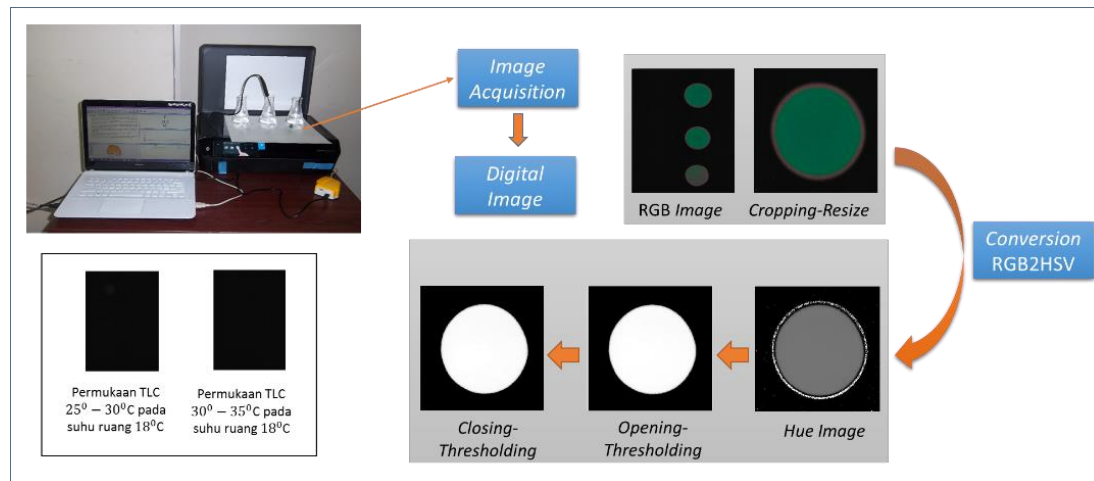 Image
Acquisition
Digital
Image
RGB Image
Cropping-Resize
Conversion
RGB2HSV
Hue Image
Opening-
Thresholding
Closing-
Thresholding
Permukaan TLC
25⁰ – 30⁰C pada
suhu ruang 18⁰C
Permukaan TLC
30⁰ – 35⁰C pada
suhu ruang 18⁰C